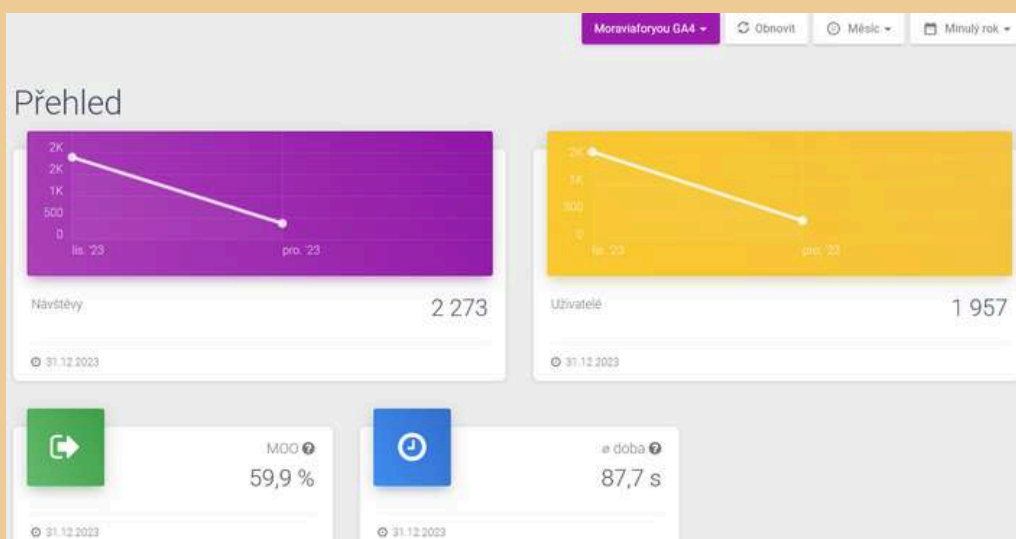 Moraviaforyou GA4
Obnovit
Měsíc
Minulý rok
Přehled
2K
2K
1K
500
0
lis. '23
pro. '23
Návštěvy
2 273
31.12.2023
2K
1K
500
0
lis. '23
pro. '23
Uživatelé
1 957
31.12.2023
MOO
59,9 %
31.12.2023
ø doba
87,7 s
31.12.2023